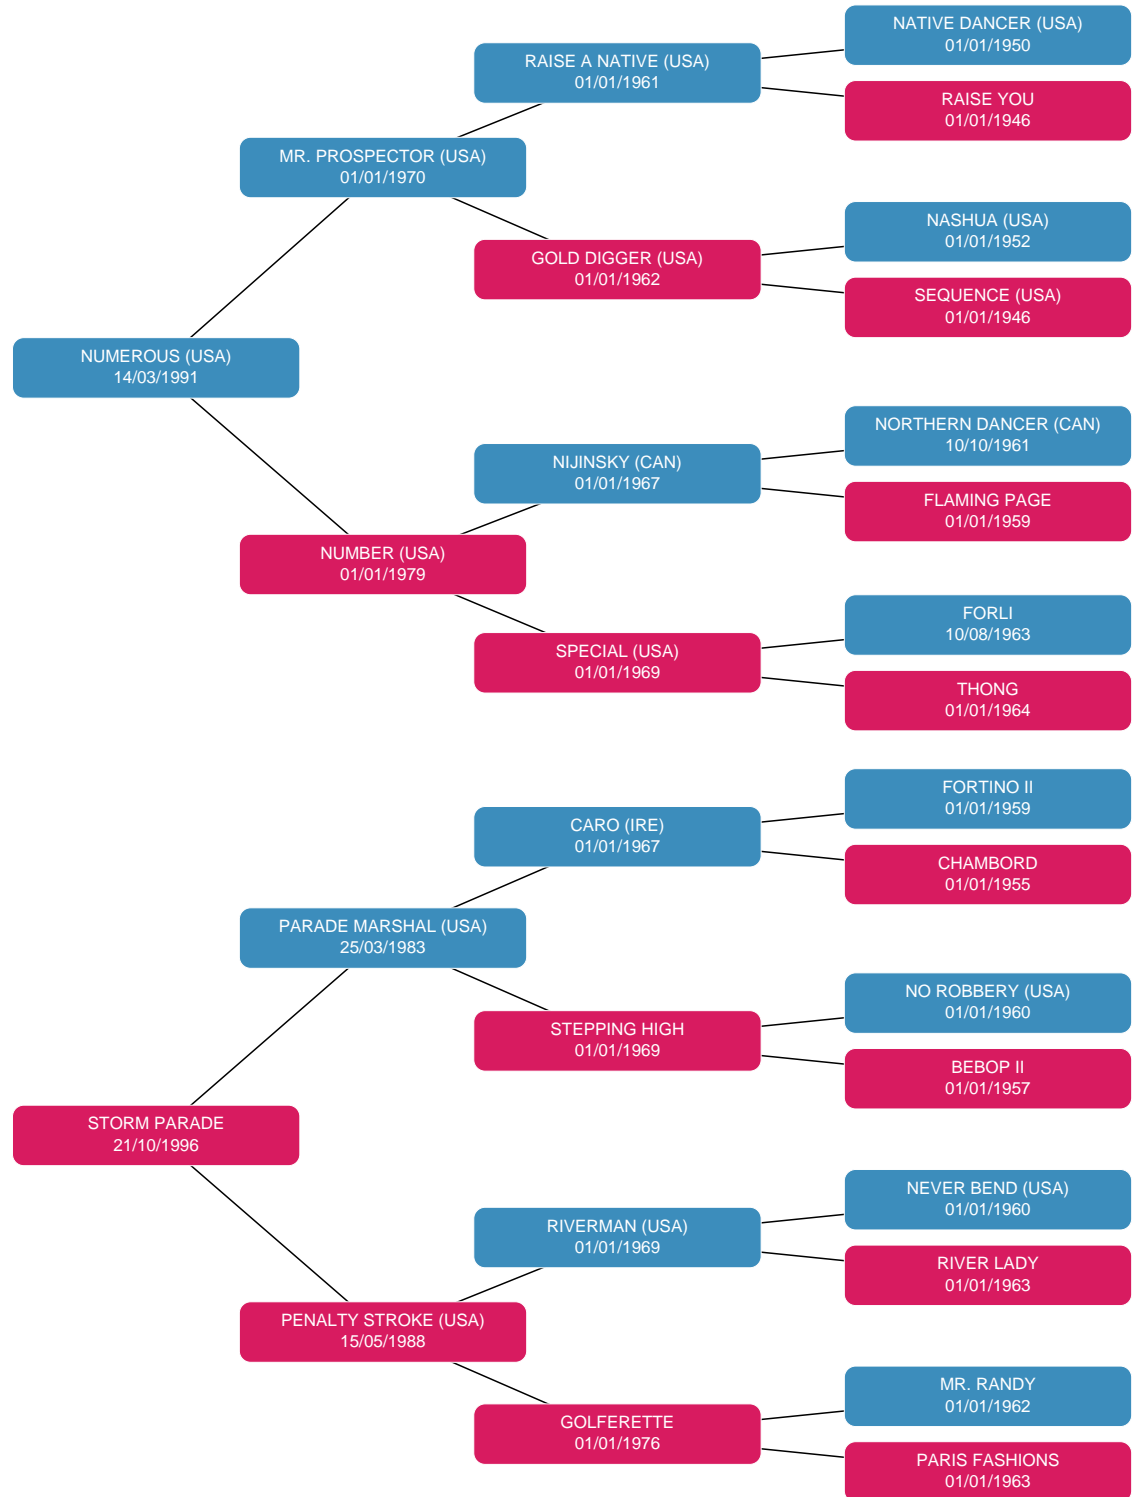 NATIVE DANCER (USA)
01/01/1950
RAISE A NATIVE (USA)
01/01/1961
RAISE YOU
01/01/1946
MR. PROSPECTOR (USA)
01/01/1970
NASHUA (USA)
01/01/1952
GOLD DIGGER (USA)
01/01/1962
SEQUENCE (USA)
01/01/1946
NUMEROUS (USA)
14/03/1991
NORTHERN DANCER (CAN)
10/10/1961
NIJINSKY (CAN)
01/01/1967
FLAMING PAGE
01/01/1959
NUMBER (USA)
01/01/1979
FORLI
10/08/1963
SPECIAL (USA)
01/01/1969
THONG
01/01/1964
FORTINO II
01/01/1959
CARO (IRE)
01/01/1967
CHAMBORD
01/01/1955
PARADE MARSHAL (USA)
25/03/1983
NO ROBBERY (USA)
01/01/1960
STEPPING HIGH
01/01/1969
BEBOP II
01/01/1957
STORM PARADE
21/10/1996
NEVER BEND (USA)
01/01/1960
RIVERMAN (USA)
01/01/1969
RIVER LADY
01/01/1963
PENALTY STROKE (USA)
15/05/1988
MR. RANDY
01/01/1962
GOLFERETTE
01/01/1976
PARIS FASHIONS
01/01/1963